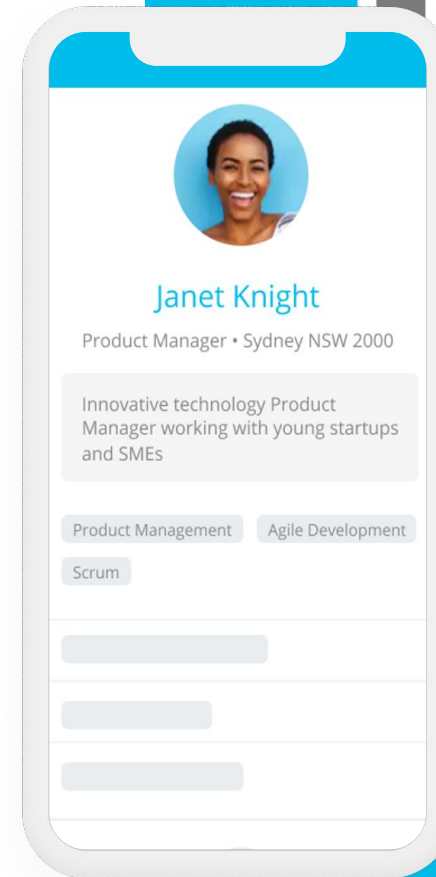 Janet Knight
Product Manager • Sydney NSW 2000
Innovative technology Product
Manager working with young startups
and SMEs
Product Management Agile Development
Scrum